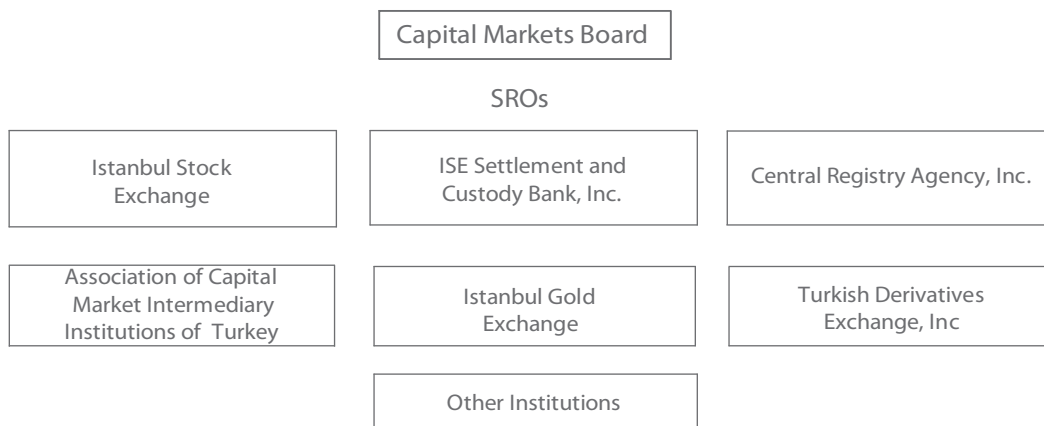 Capital Markets Board
SROs
Istanbul Stock
Exchange
ISE Settlement and
Custody Bank, Inc.
Central Registry Agency, Inc.
Association of Capital
Market Intermediary
Institutions of Turkey
Istanbul Gold
Exchange
Turkish Derivatives
Exchange, Inc
Other Institutions